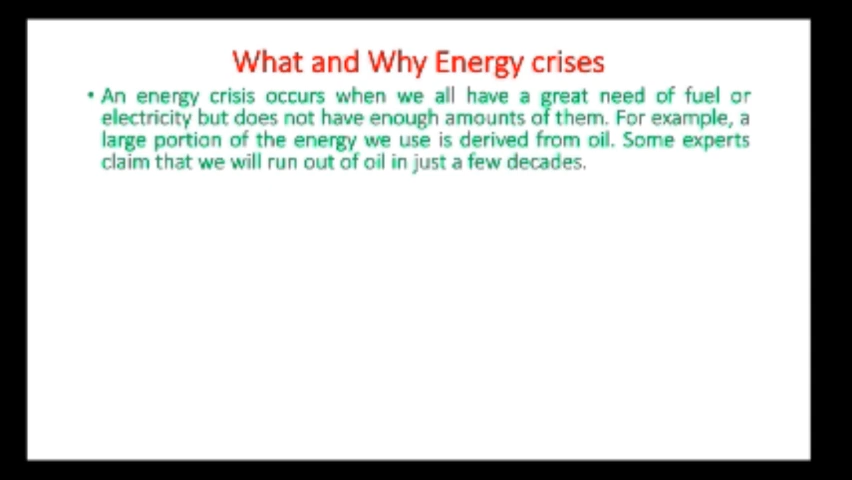 What and Why Energy crises
• An energy crisis occurs when we all have a great need of fuel or
electricity but does not have enough amounts of them. For example, a
large portion of the energy we use is derived from oil. Some experts
claim that we will run out of oil in just a few decades.